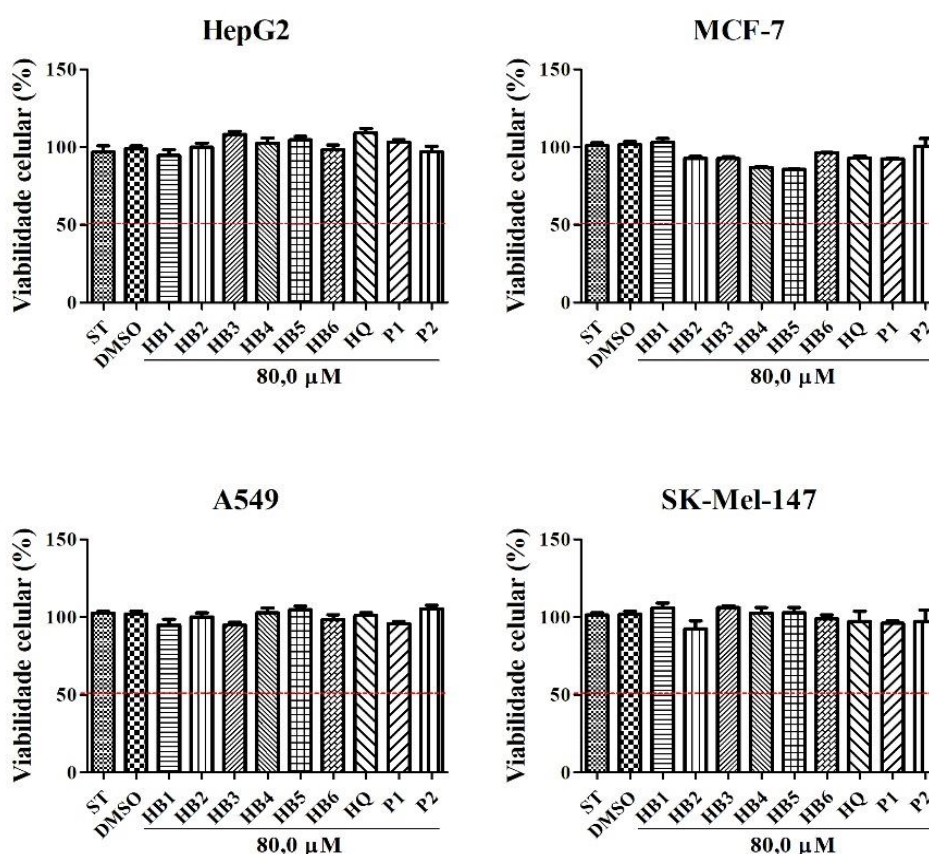 HepG2
Viabilidade celular (%)
150
100
50
0
ST DMSO HB1 HB2 HB3 HB4 HB5 HB6 HQ P1 P2
80,0 µM
MCF-7
Viabilidade celular (%)
150
100
50
0
ST DMSO HB1 HB2 HB3 HB4 HB5 HB6 HQ P1 P2
80,0 µM
A549
Viabilidade celular (%)
150
100
50
0
ST DMSO HB1 HB2 HB3 HB4 HB5 HB6 HQ P1 P2
80,0 µM
SK-Mel-147
Viabilidade celular (%)
150
100
50
0
ST DMSO HB1 HB2 HB3 HB4 HB5 HB6 HQ P1 P2
80,0 µM